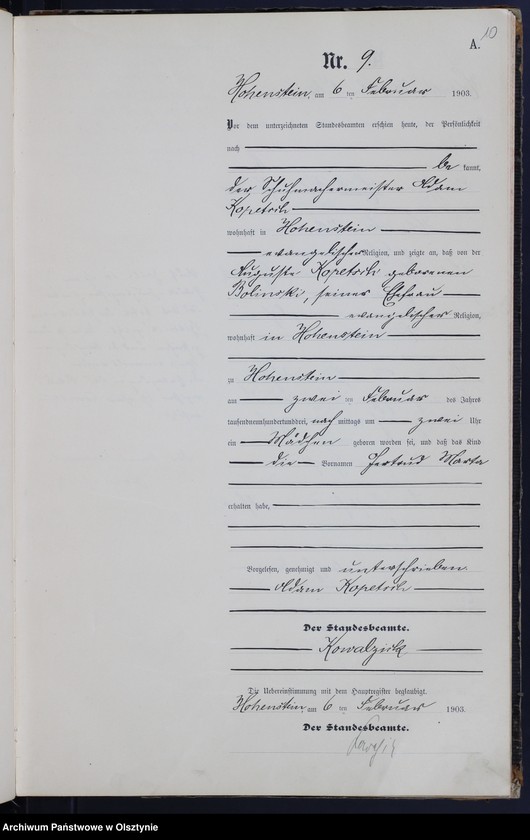 10
A.
Nr. 9.
Hohenstein, am 6 ten Februar 1903.
Vor dem unterzeichneten Standesbeamten erschien heute, der Persönlichkeit
nach
be kannt,
der Schuhmachermeister Adam
Kopetsch
wohnhaft in Hohenstein
evangelischer Religion, und zeigte an, daß von der
Auguste Kopetsch geborenen
Bolinski, seiner Ehefrau
evangelischer Religion,
wohnhaft in Hohenstein
zu Hohenstein
am zwei ten Februar des Jahres
tausendneunhundertunddrei, nach mittags um zwei Uhr
ein Mädchen geboren worden sei, und daß das Kind
die Vornamen Gertrud Marta
erhalten habe,
Vorgelesen, genehmigt und unterschrieben
Adam Kopetsch
Der Standesbeamte.
Kowalzick
Die Uebereinstimmung mit dem Hauptregister beglaubigt.
Hohenstein, am 6 ten Februar 1903.
Der Standesbeamte.
Archiwum Państwowe w Olsztynie